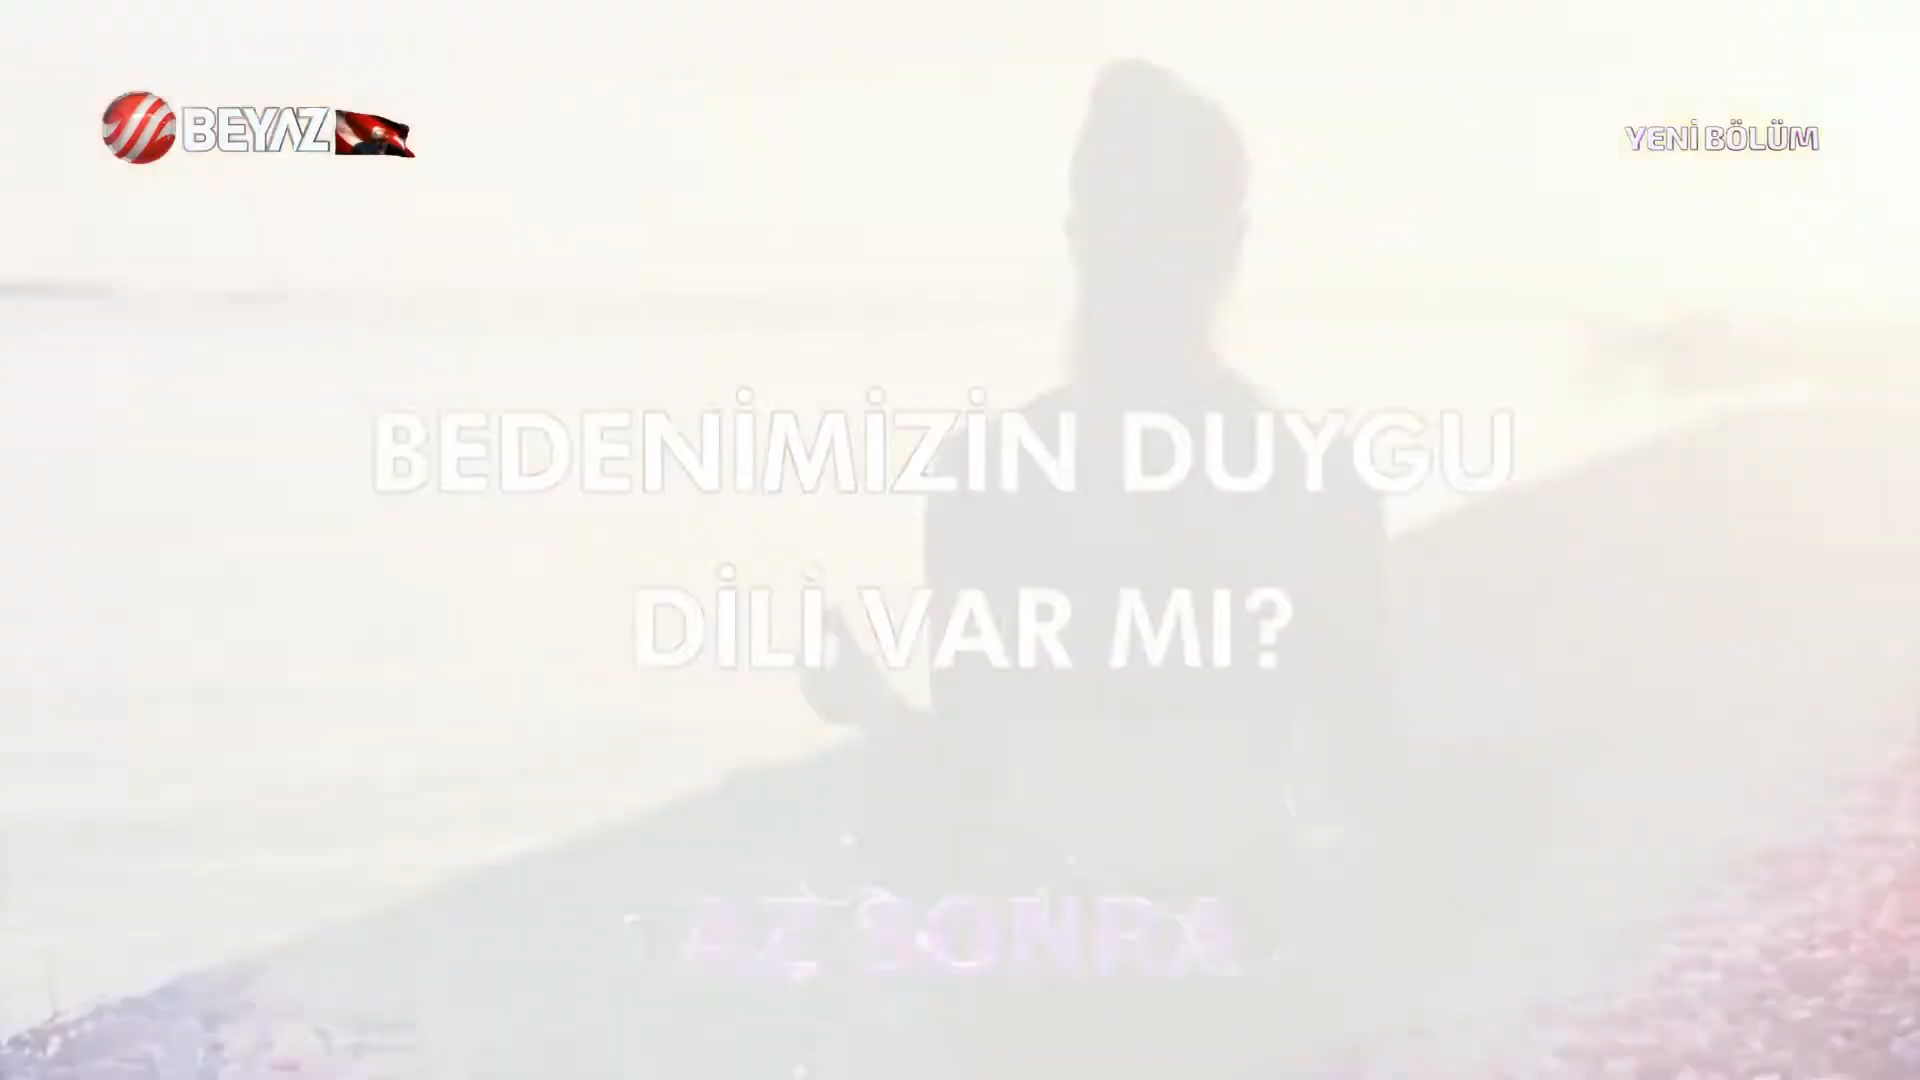 BEYAZ
YENİ BÖLÜM
BEDENİMİZİN DUYGU
DİLİ VAR MI?
AZ SONRA